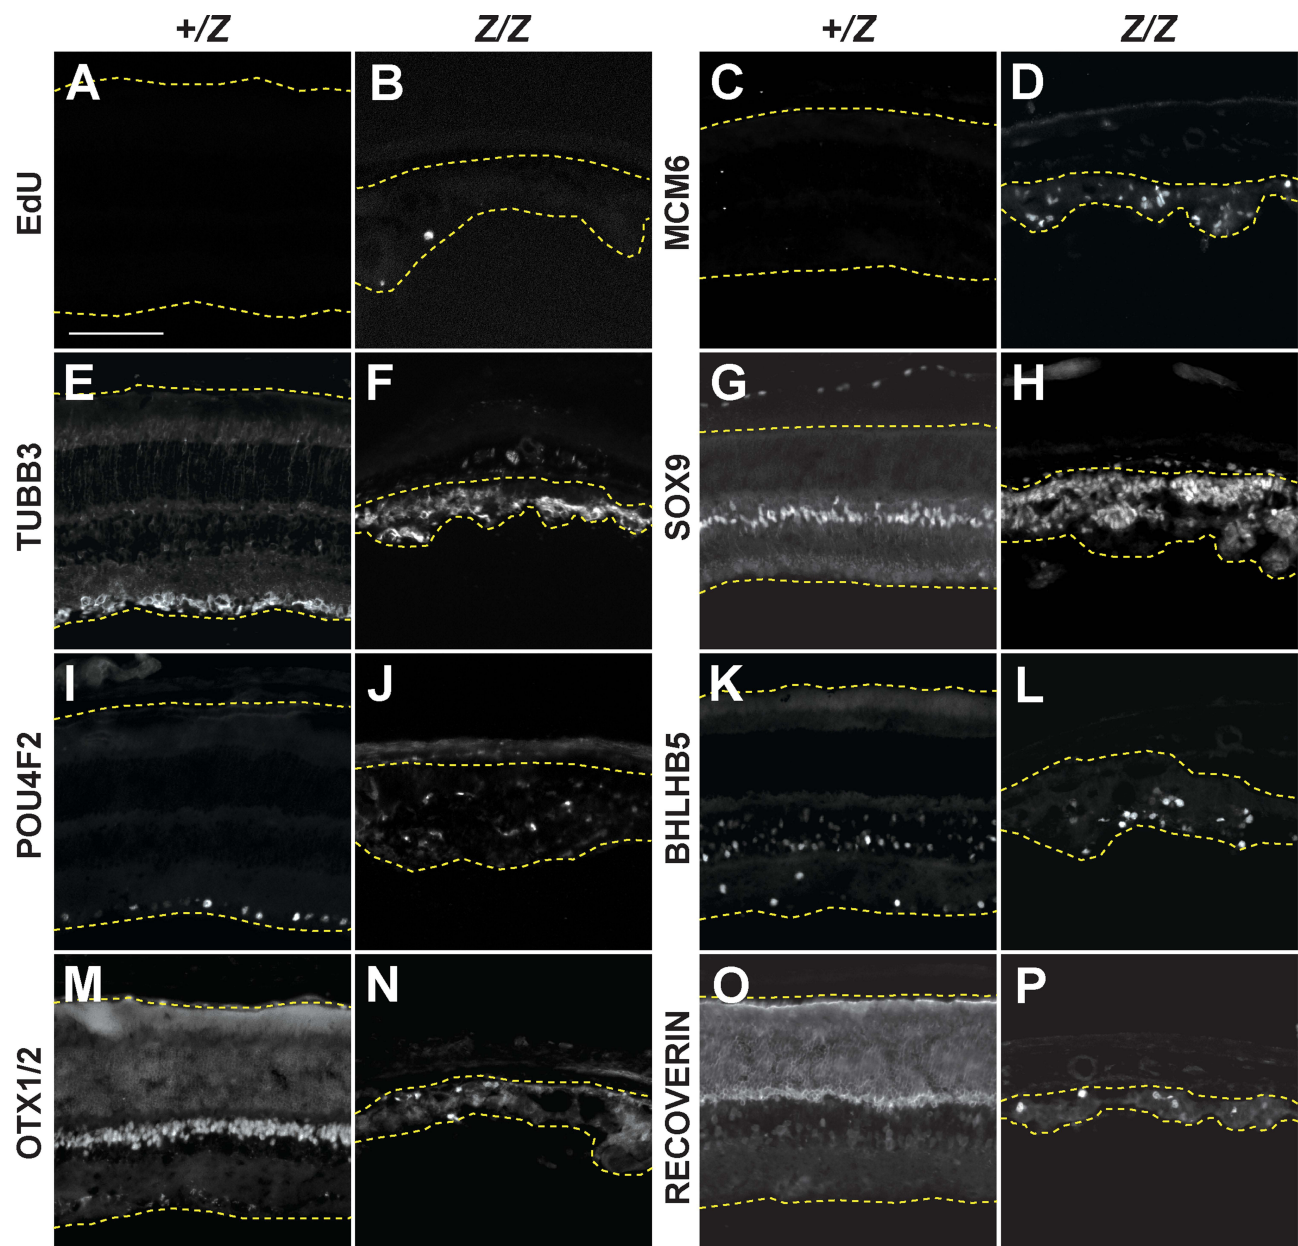 +/Z Z/Z +/Z Z/Z
EdU A B MCM6 C D
TUBB3 E F SOX9 G H
POU4F2 I J BHLHB5 K L
OTX1/2 M N RECOVERIN O P